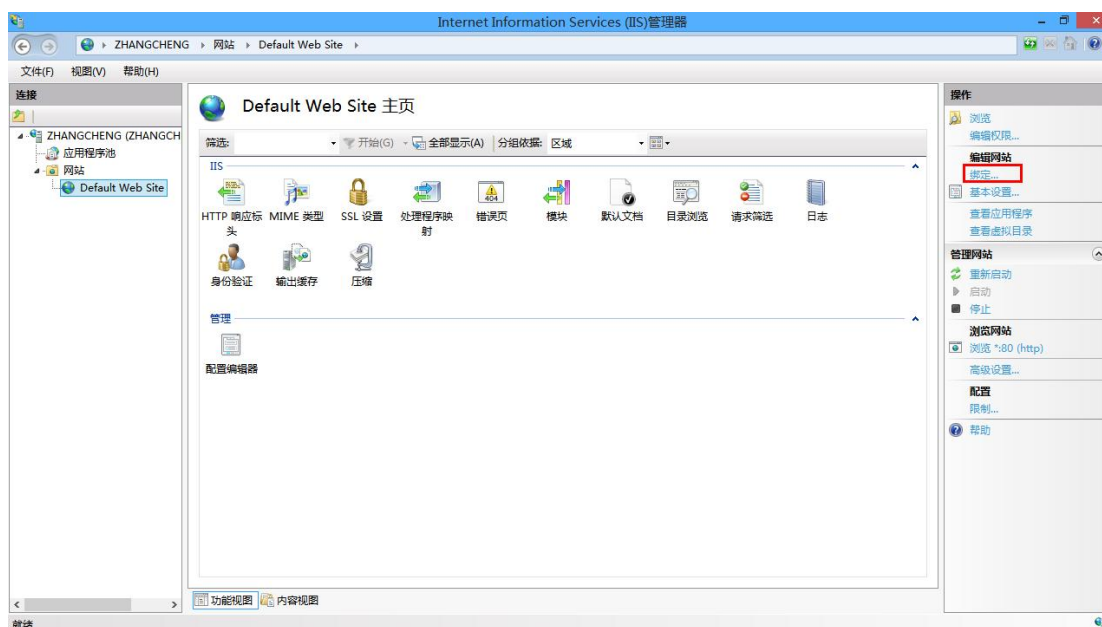 Internet Information Services (IIS)管理器
ZHANGCHENG 网站 Default Web Site
文件(F) 视图(V) 帮助(H)
连接
ZHANGCHENG (ZHANGCH
应用程序池
网站
Default Web Site
Default Web Site 主页
筛选: 开始(G) 全部显示(A) 分组依据: 区域
IIS
HTTP 响应标头 MIME 类型 SSL 设置 处理程序映射 错误页 模块 默认文档 目录浏览 请求筛选 日志
404
身份验证 输出缓存 压缩
管理
配置编辑器
功能视图 内容视图
操作
浏览
编辑权限...
编辑网站
绑定...
基本设置...
查看应用程序
查看虚拟目录
管理网站
重新启动
启动
停止
浏览网站
浏览 *:80 (http)
高级设置...
配置
限制...
帮助
就绪